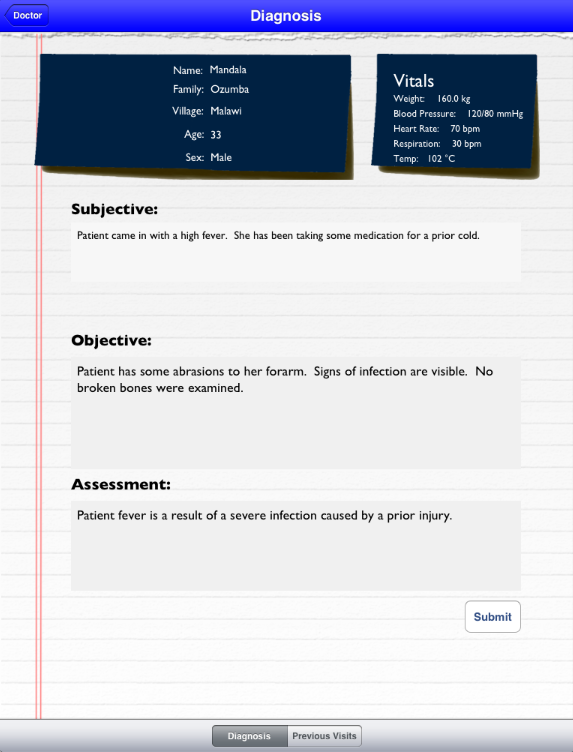 Doctor
Diagnosis
Name: Mandala
Family: Ozumba
Village: Malawi
Age: 33
Sex: Male
Vitals
Weight: 160.0 kg
Blood Pressure: 120/80 mmHg
Heart Rate: 70 bpm
Respiration: 30 bpm
Temp: 102 °C
Subjective:
Patient came in with a high fever. She has been taking some medication for a prior cold.
Objective:
Patient has some abrasions to her forarm. Signs of infection are visible. No
broken bones were examined.
Assessment:
Patient fever is a result of a severe infection caused by a prior injury.
Submit
Diagnosis
Previous Visits